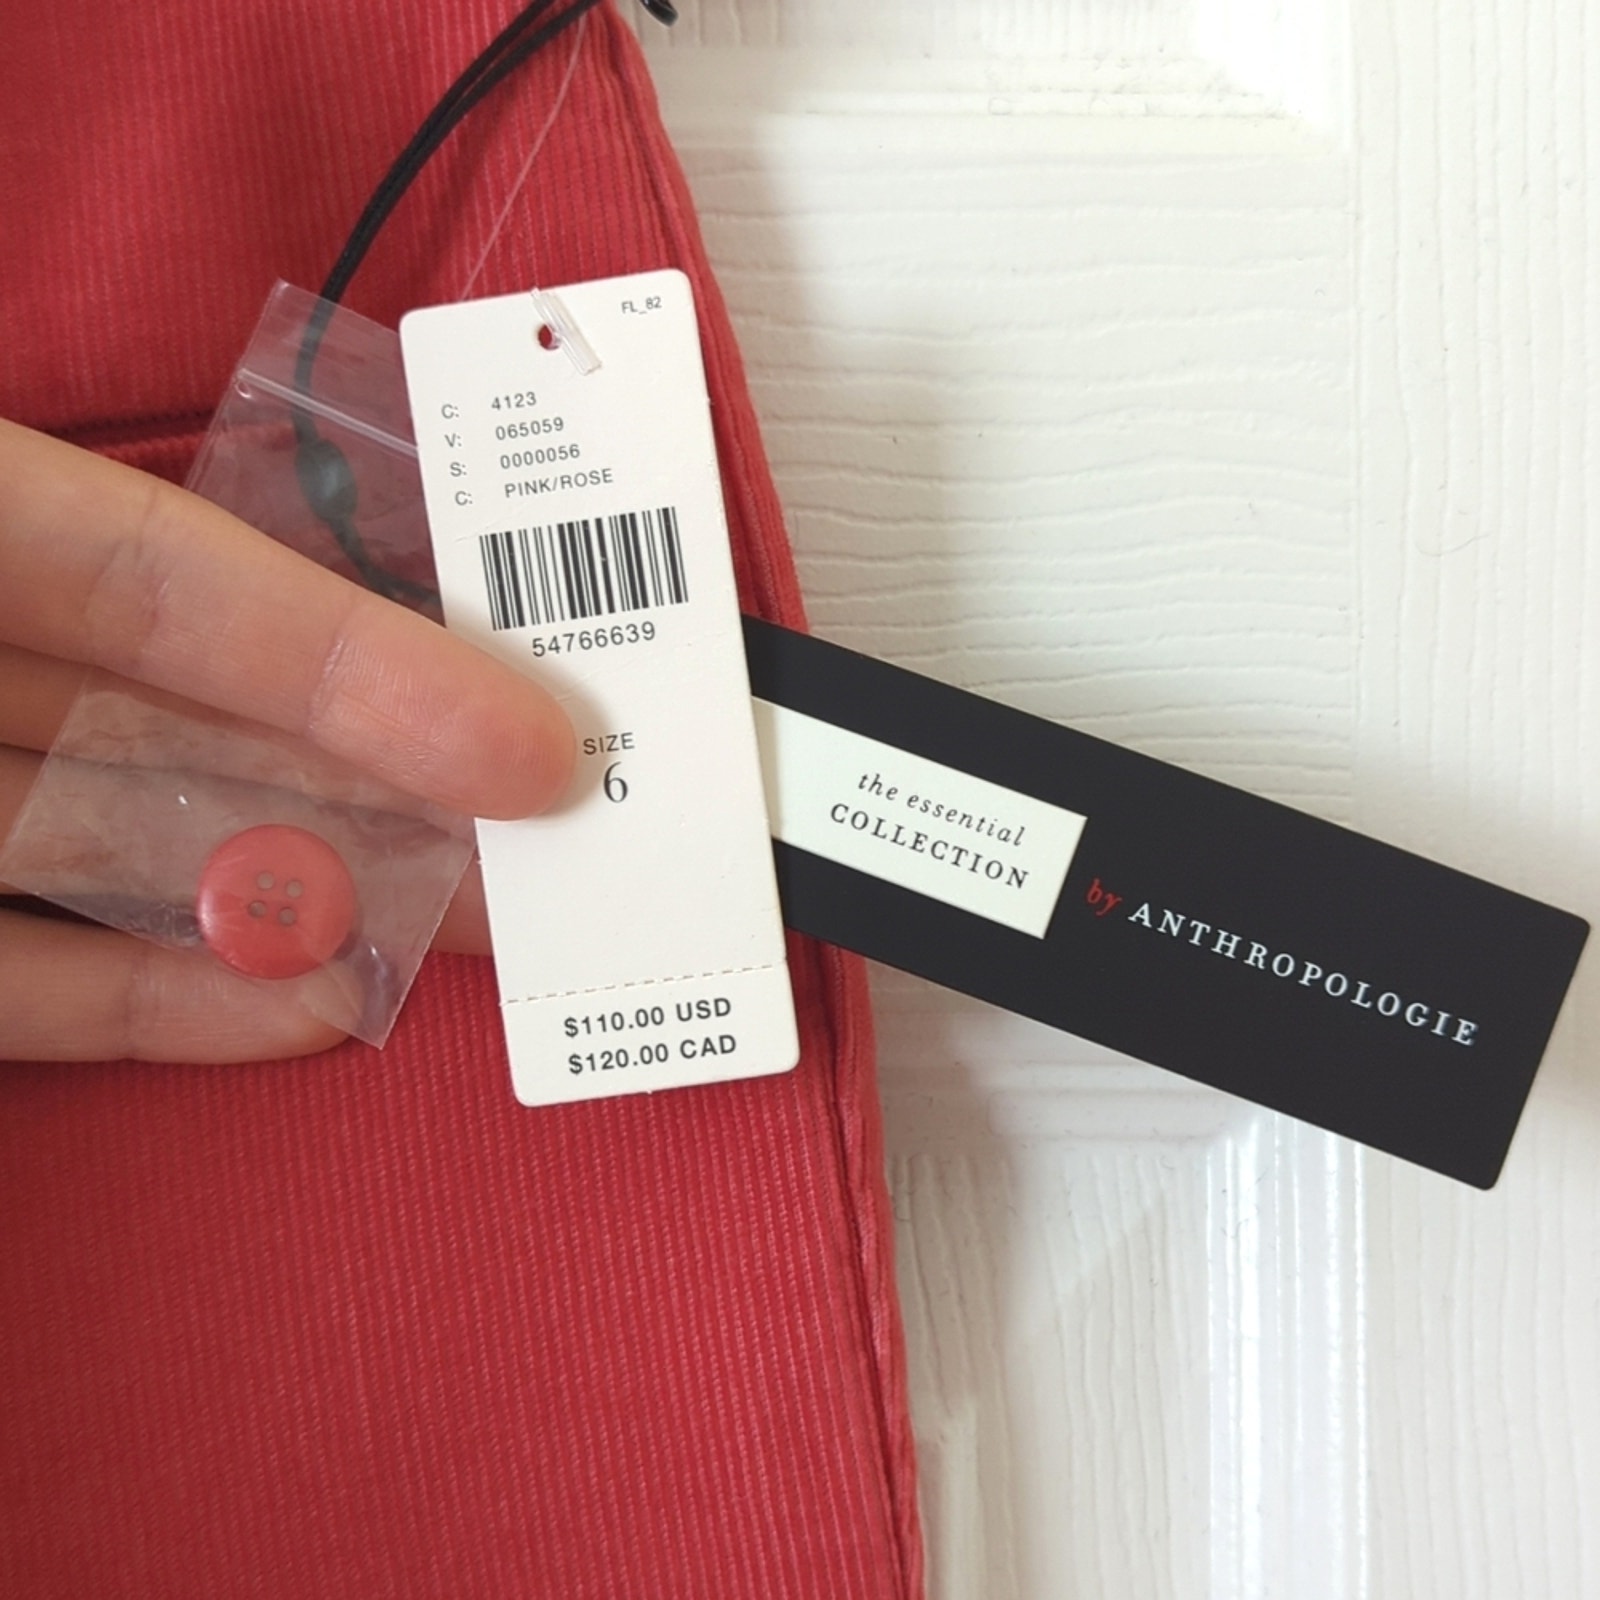 FL_82
C: 4123
V: 065059
S: 0000056
C: PINK/ROSE
54766639
SIZE
6
$110.00 USD
$120.00 CAD
the essential
COLLECTION
by ANTHROPOLOGIE